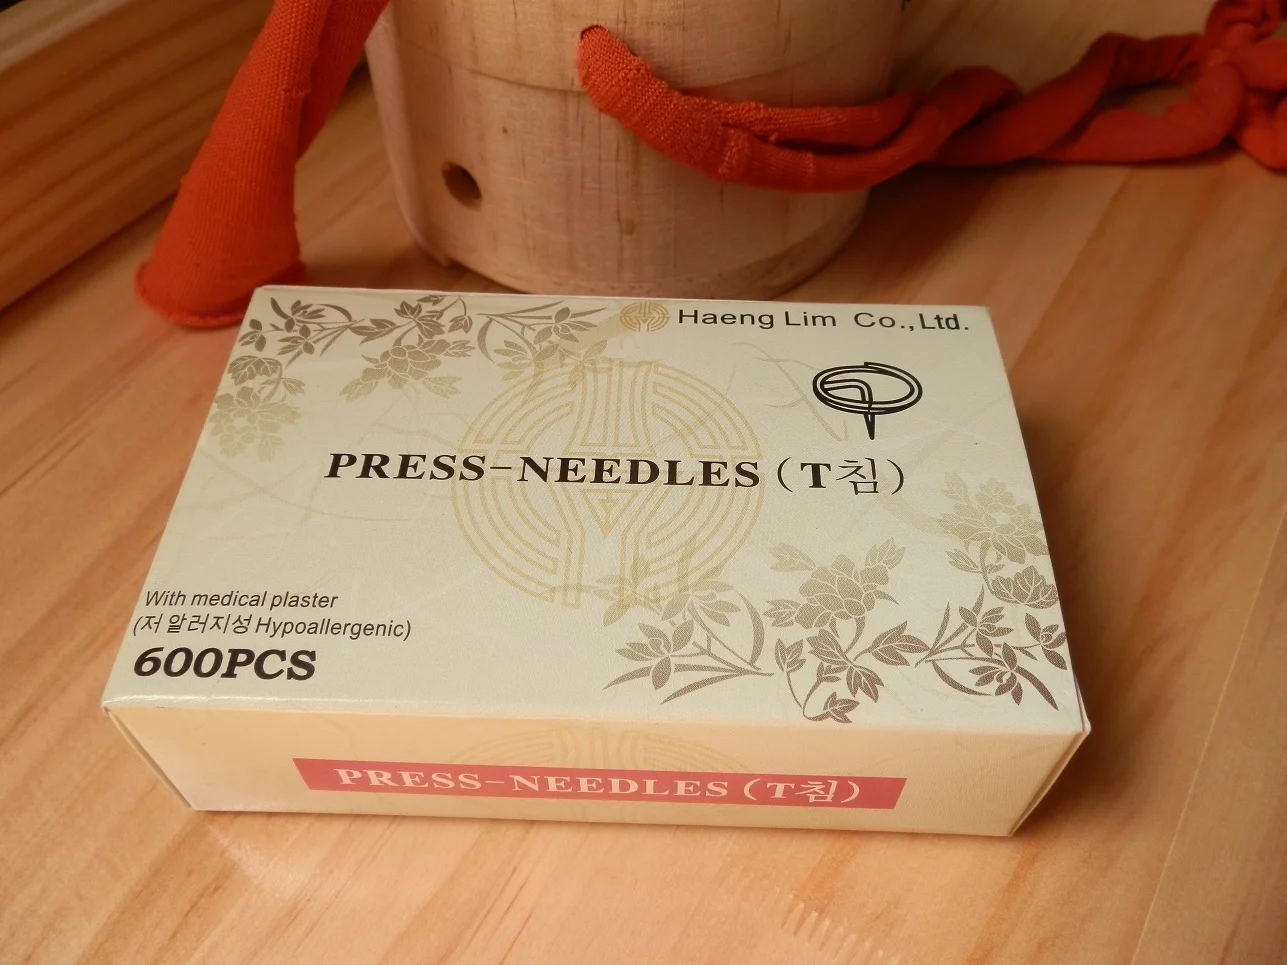 Haeng Lim Co., Ltd.
PRESS-NEEDLES (T침)
With medical plaster
(저 알러지성 Hypoallergenic)
600PCS
PRESS-NEEDLES (T침)